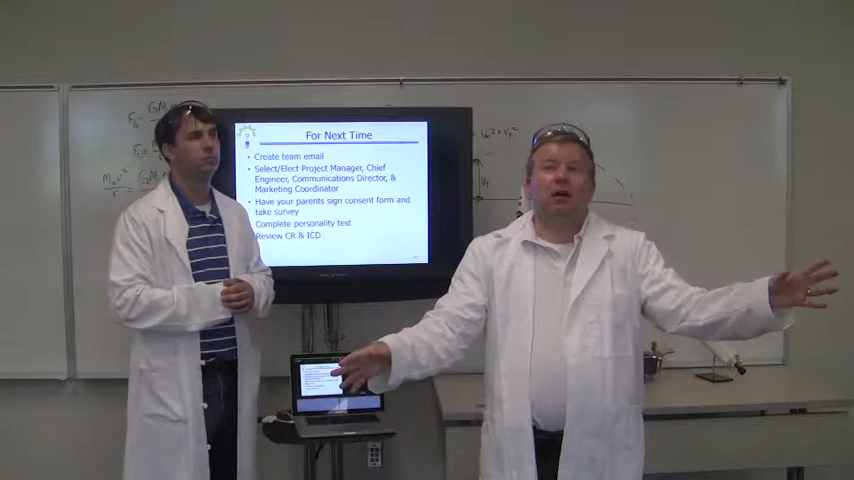 For Next Time
• Create team email
• Select/Elect Project Manager, Chief
Engineer, Communications Director, &
Marketing Coordinator
• Have your parents sign consent form and
take survey
Complete personality test
Review CR & ICD